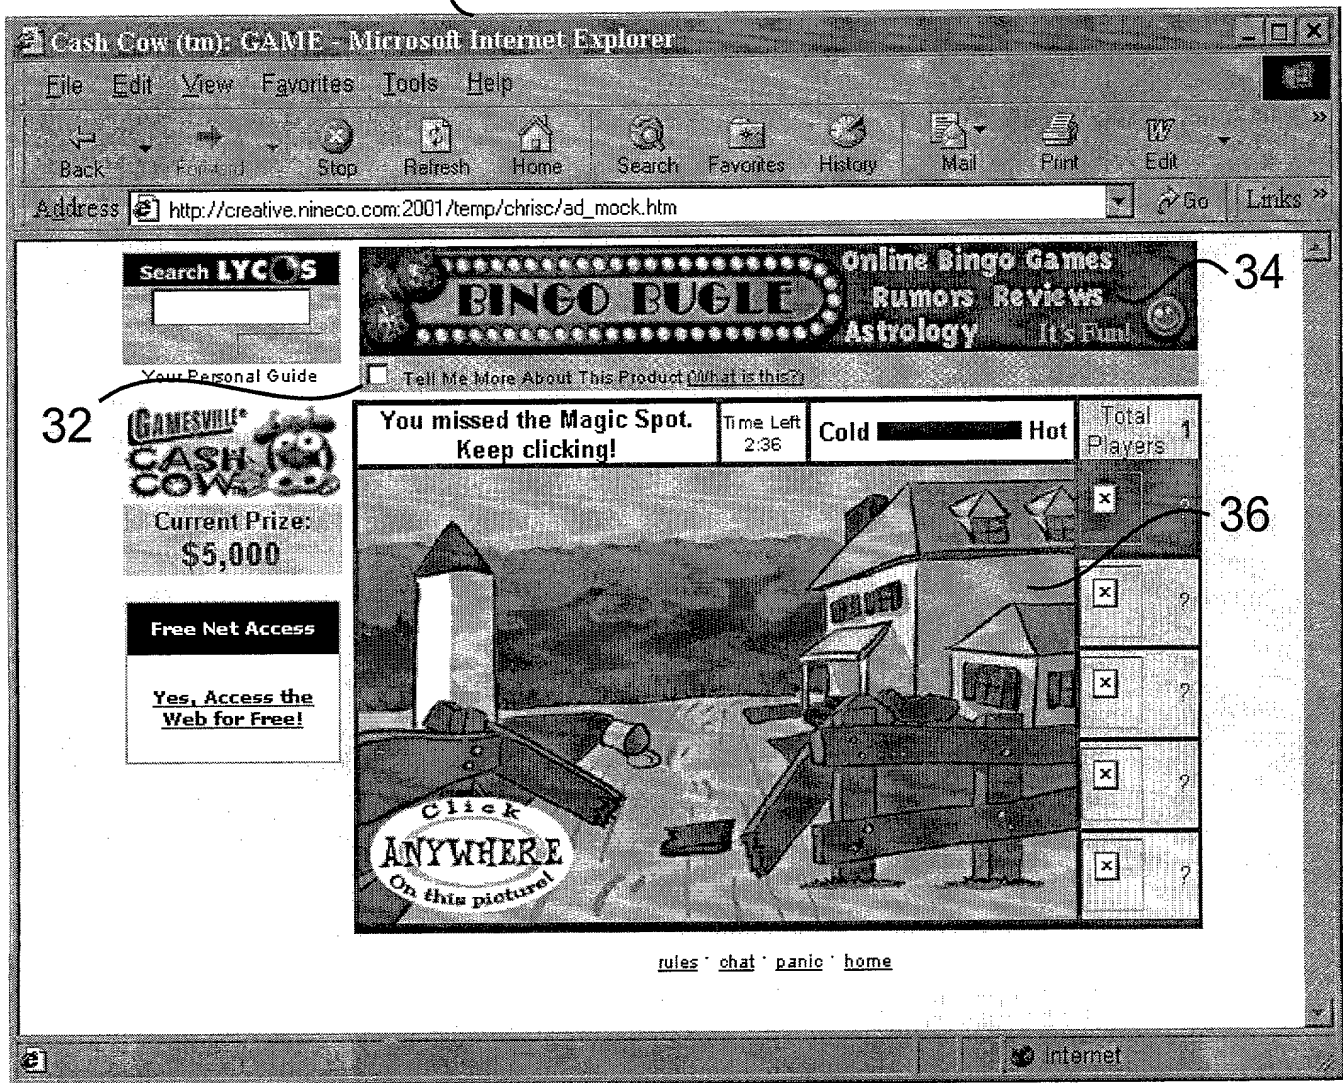 Cash Cow (tm): GAME - Microsoft Internet Explorer
File Edit View Favorites Tools Help
Back Forward Stop Refresh Home Search Favorites History Mail Print Edit
Address http://creative.nineco.com:2001/temp/chrisc/ad_mock.htm Go Links
Search LYCOS
Your Personal Guide
BINGO BUGLE
Online Bingo Games
Rumors Reviews
Astrology It's Fun!
34
Tell Me More About This Product (What is this?)
32
GAMESVILLE
CASH
COW
Current Prize:
$5,000
Free Net Access
Yes, Access the
Web for Free!
You missed the Magic Spot.
Keep clicking!
Time Left
2:36
Cold Hot
Total
Players 1
?
36
?
?
?
?
Click
ANYWHERE
On this picture!
rules · chat · panic · home
Internet